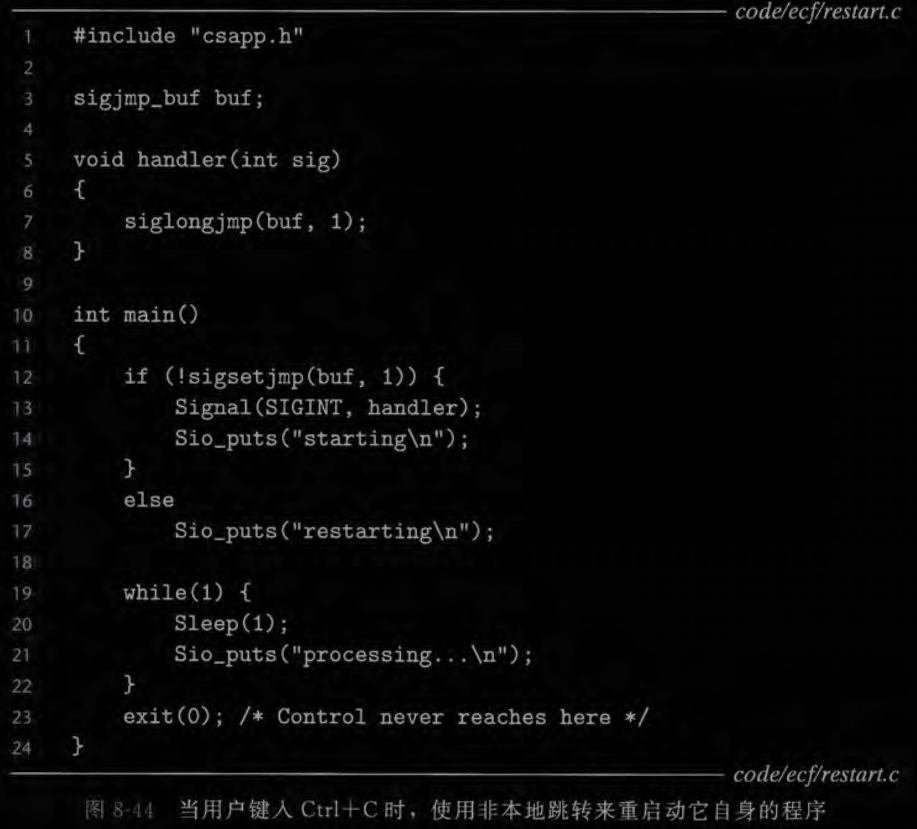 code/ecf/restart.c
1 #include "csapp.h"
2
3 sigjmp_buf buf;
4
5 void handler(int sig)
6 {
7     siglongjmp(buf, 1);
8 }
9
10 int main()
11 {
12     if (!sigsetjmp(buf, 1)) {
13         Signal(SIGINT, handler);
14         Sio_puts("starting\n");
15     }
16     else
17         Sio_puts("restarting\n");
18
19     while(1) {
20         Sleep(1);
21         Sio_puts("processing...\n");
22     }
23     exit(0); /* Control never reaches here */
24 }
code/ecf/restart.c
图 8-44 当用户键入 Ctrl+C 时，使用非本地跳转来重启动它自身的程序